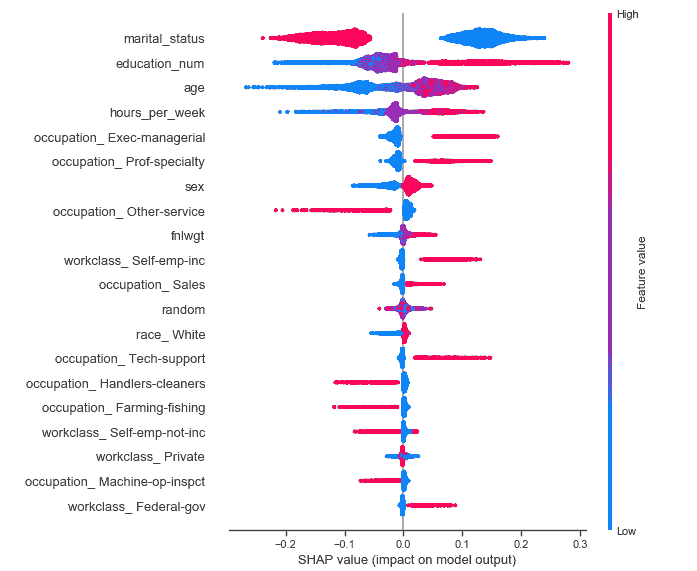 High
marital_status
education_num
age
hours_per_week
occupation_ Exec-managerial
occupation_ Prof-specialty
sex
occupation_ Other-service
fnlwgt
workclass_ Self-emp-inc
occupation_ Sales
random
race_ White
occupation_ Tech-support
occupation_ Handlers-cleaners
occupation_ Farming-fishing
workclass_ Self-emp-not-inc
workclass_ Private
occupation_ Machine-op-inspct
workclass_ Federal-gov
Feature value
Low
−0.2 −0.1 0.0 0.1 0.2 0.3
SHAP value (impact on model output)